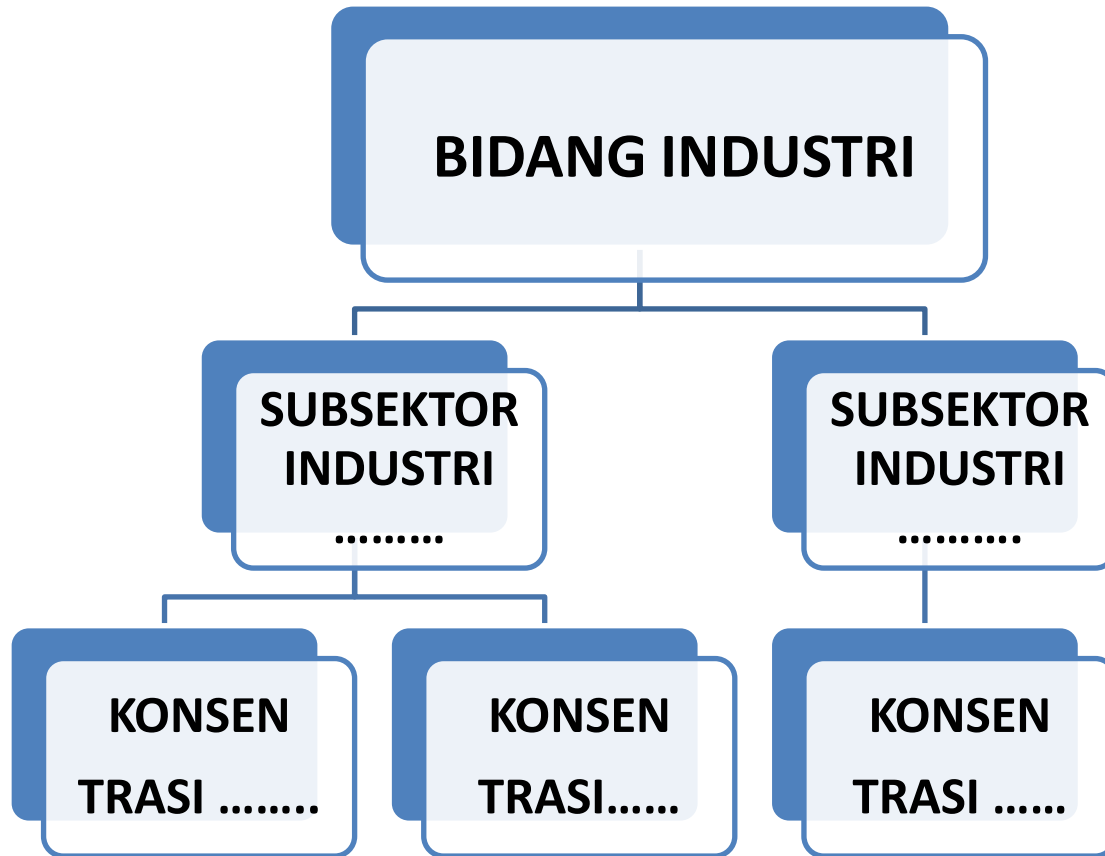 BIDANG INDUSTRI
SUBSEKTOR
INDUSTRI
.........
SUBSEKTOR
INDUSTRI
..........
KONSEN
TRASI ........
KONSEN
TRASI......
KONSEN
TRASI ......